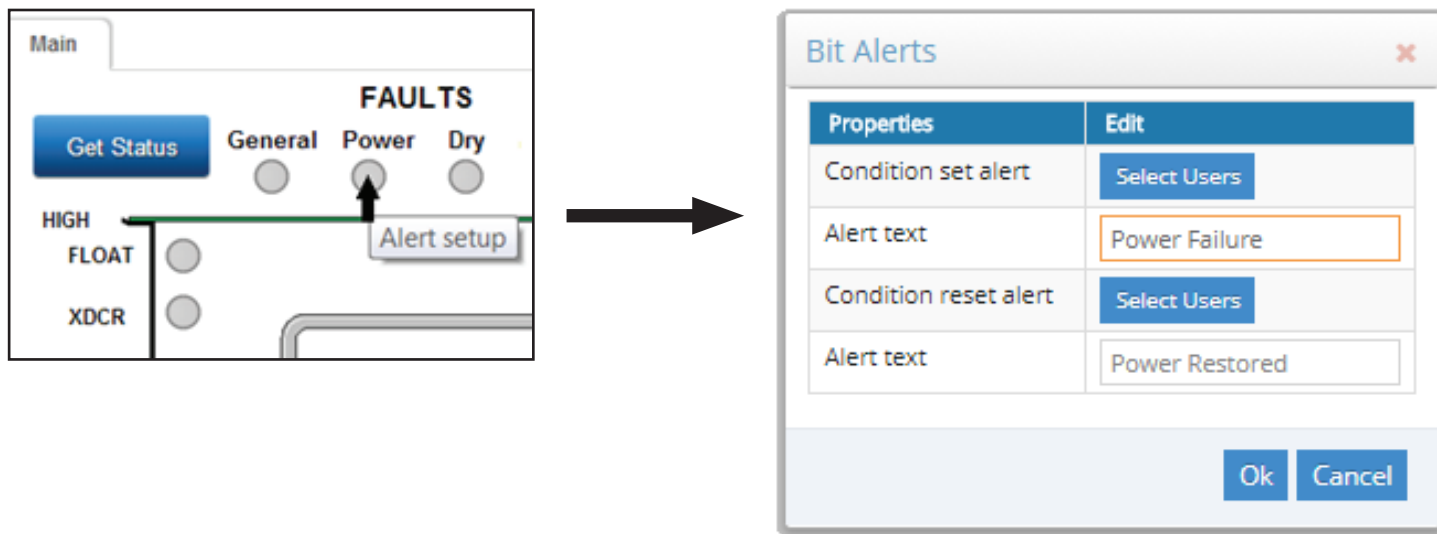 Main
FAULTS
Get Status
General Power Dry
HIGH
FLOAT
Alert setup
XDCR
Bit Alerts
Properties Edit
Condition set alert Select Users
Alert text Power Failure
Condition reset alert Select Users
Alert text Power Restored
Ok Cancel